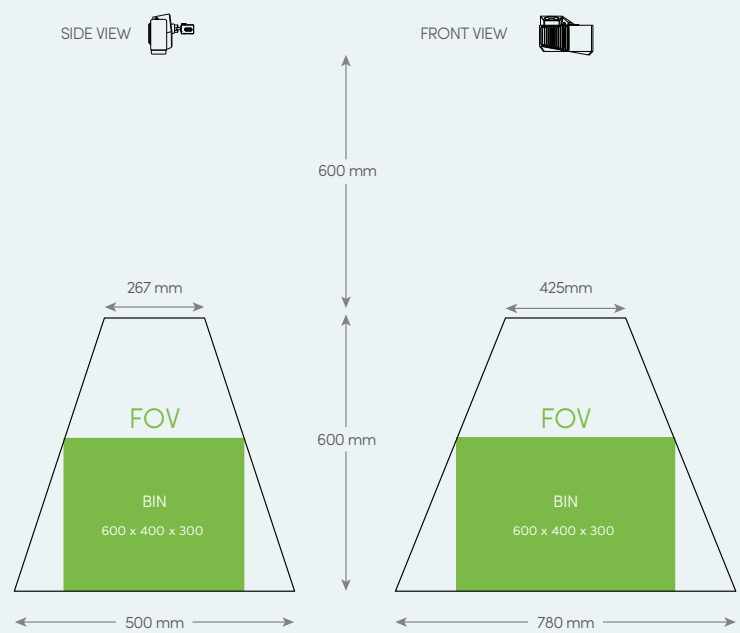 SIDE VIEW
FRONT VIEW
600 mm
267 mm
425mm
FOV
FOV
600 mm
BIN
600 x 400 x 300
BIN
600 x 400 x 300
500 mm
780 mm